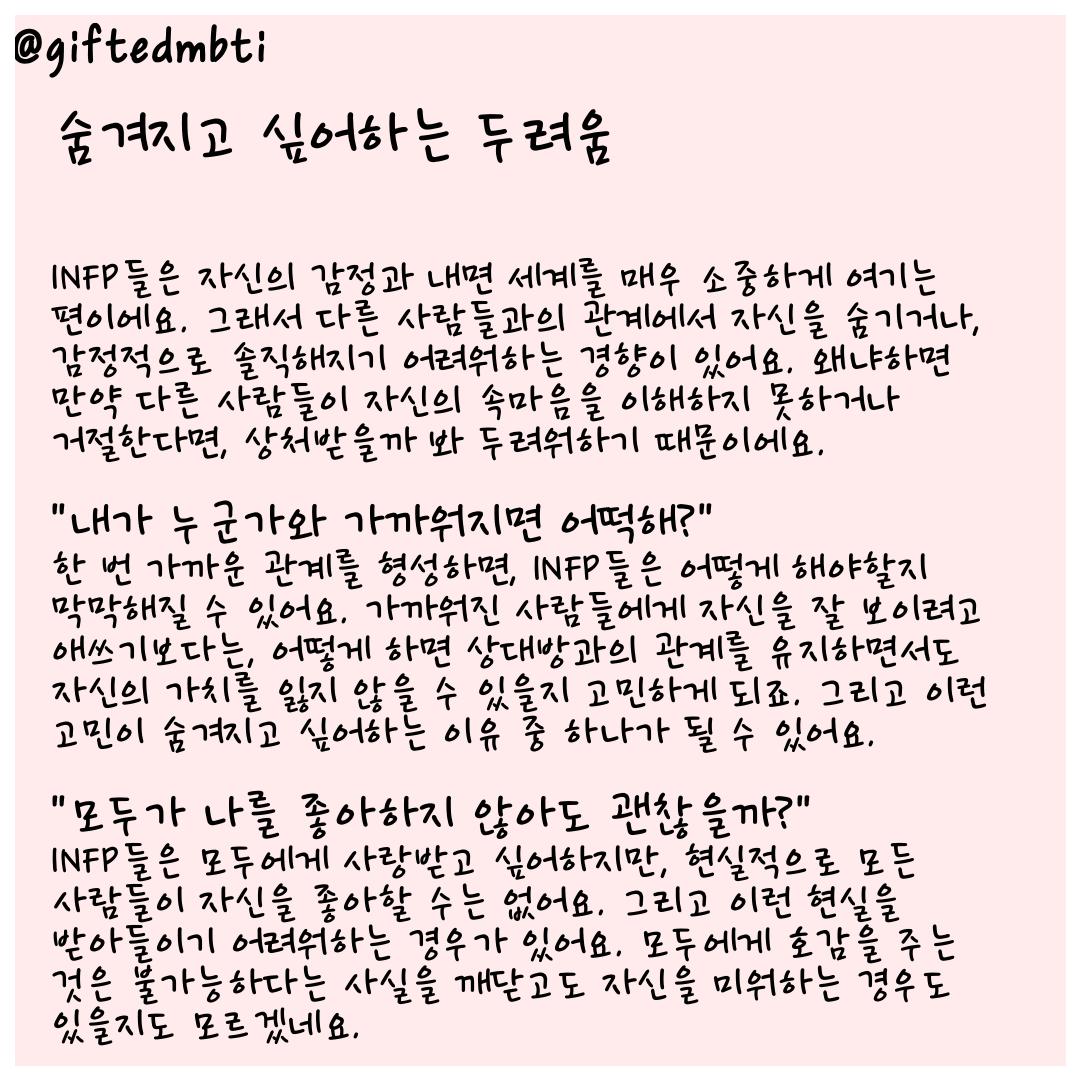 @giftedmbti
숨겨지고 싶어하는 두려움
INFP들은 자신의 감정과 내면 세계를 매우 소중하게 여기는
편이에요. 그래서 다른 사람들과의 관계에서 자신을 숨기거나,
감정적으로 솔직해지기 어려워하는 경향이 있어요. 왜냐하면
만약 다른 사람들이 자신의 속마음을 이해하지 못하거나
거절한다면, 상처받을까 봐 두려워하기 때문이에요.
"내가 누군가와 가까워지면 어떡해?"
한 번 가까운 관계를 형성하면, INFP들은 어떻게 해야할지
막막해질 수 있어요. 가까워진 사람들에게 자신을 잘 보이려고
애쓰기보다는, 어떻게 하면 상대방과의 관계를 유지하면서도
자신의 가치를 잃지 않을 수 있을지 고민하게 되죠. 그리고 이런
고민이 숨겨지고 싶어하는 이유 중 하나가 될 수 있어요.
"모두가 나를 좋아하지 않아도 괜찮을까?"
INFP들은 모두에게 사랑받고 싶어하지만, 현실적으로 모든
사람들이 자신을 좋아할 수는 없어요. 그리고 이런 현실을
받아들이기 어려워하는 경우가 있어요. 모두에게 호감을 주는
것은 불가능하다는 사실을 깨닫고도 자신을 미워하는 경우도
있을지도 모르겠네요.